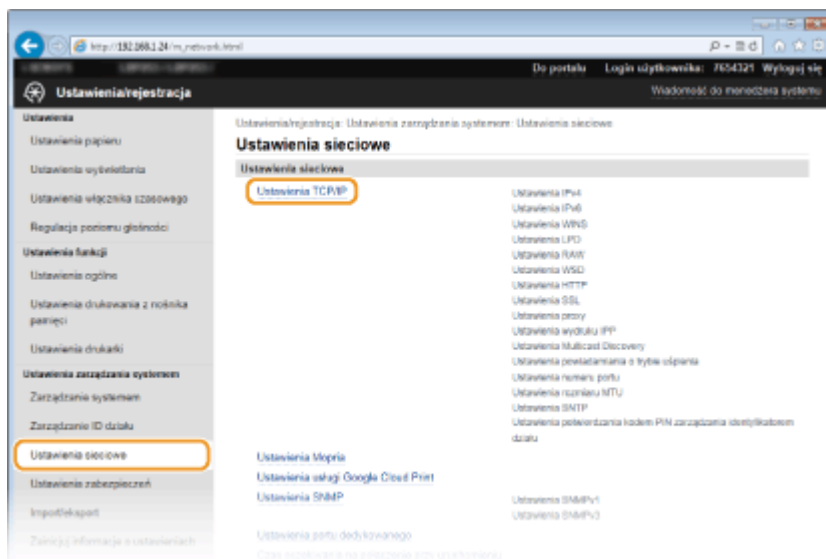 http://192.168.1.24/m_network.html
Do portalu Login użytkownika: 7654321 Wyloguj się
Ustawienia/rejestracja
Wiadomość do menedżera systemu
Ustawienia
Ustawienia papieru
Ustawienia wyświetlania
Ustawienia włącznika czasowego
Regulacja poziomu głośności
Ustawienia funkcji
Ustawienia ogólne
Ustawienia drukowania z nośnika
pamięci
Ustawienia drukarki
Ustawienia zarządzania systemem
Zarządzanie systemem
Zarządzanie ID działu
Ustawienia sieciowe
Ustawienia zabezpieczeń
Import/eksport
Zainicjuj informacje o ustawieniach
Ustawienia/rejestracja: Ustawienia zarządzania systemem: Ustawienia sieciowe
Ustawienia sieciowe
Ustawienia sieciowe
Ustawienia TCP/IP
Ustawienia IPv4
Ustawienia IPv6
Ustawienia WINS
Ustawienia LPD
Ustawienia RAW
Ustawienia WSD
Ustawienia HTTP
Ustawienia SSL
Ustawienia proxy
Ustawienia wydruku IPP
Ustawienia Multicast Discovery
Ustawienia powiadamiania o trybie uśpienia
Ustawienia numeru portu
Ustawienia rozmiaru MTU
Ustawienia SNTP
Ustawienia potwierdzania kodem PIN zarządzania identyfikatorem
działu
Ustawienia Mopria
Ustawienia usługi Google Cloud Print
Ustawienia SNMP
Ustawienia SNMPv1
Ustawienia SNMPv3
Ustawienia portu dedykowanego